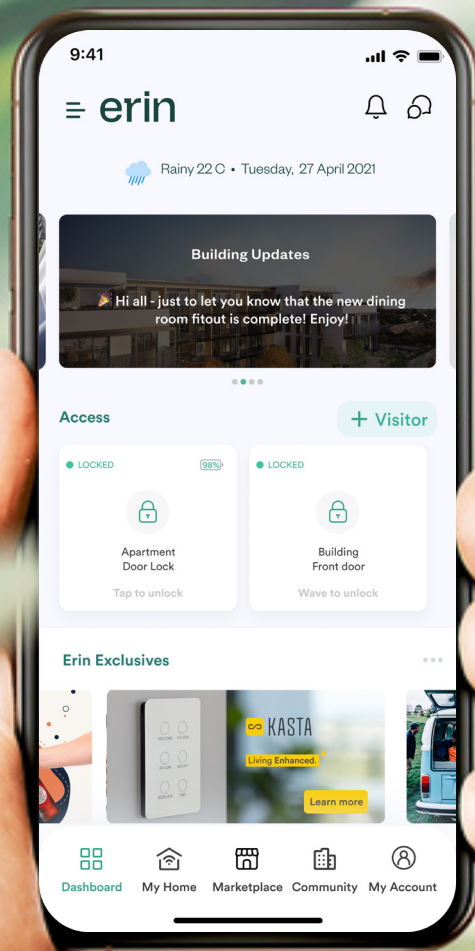 9:41
erin
Rainy 22 C • Tuesday, 27 April 2021
Building Updates
🎉 Hi all - just to let you know that the new dining
room fitout is complete! Enjoy!
Access
+ Visitor
LOCKED
98%
Apartment
Door Lock
Tap to unlock
LOCKED
Building
Front door
Wave to unlock
Erin Exclusives
KASTA
Living Enhanced.
Learn more
Dashboard
My Home
Marketplace
Community
My Account